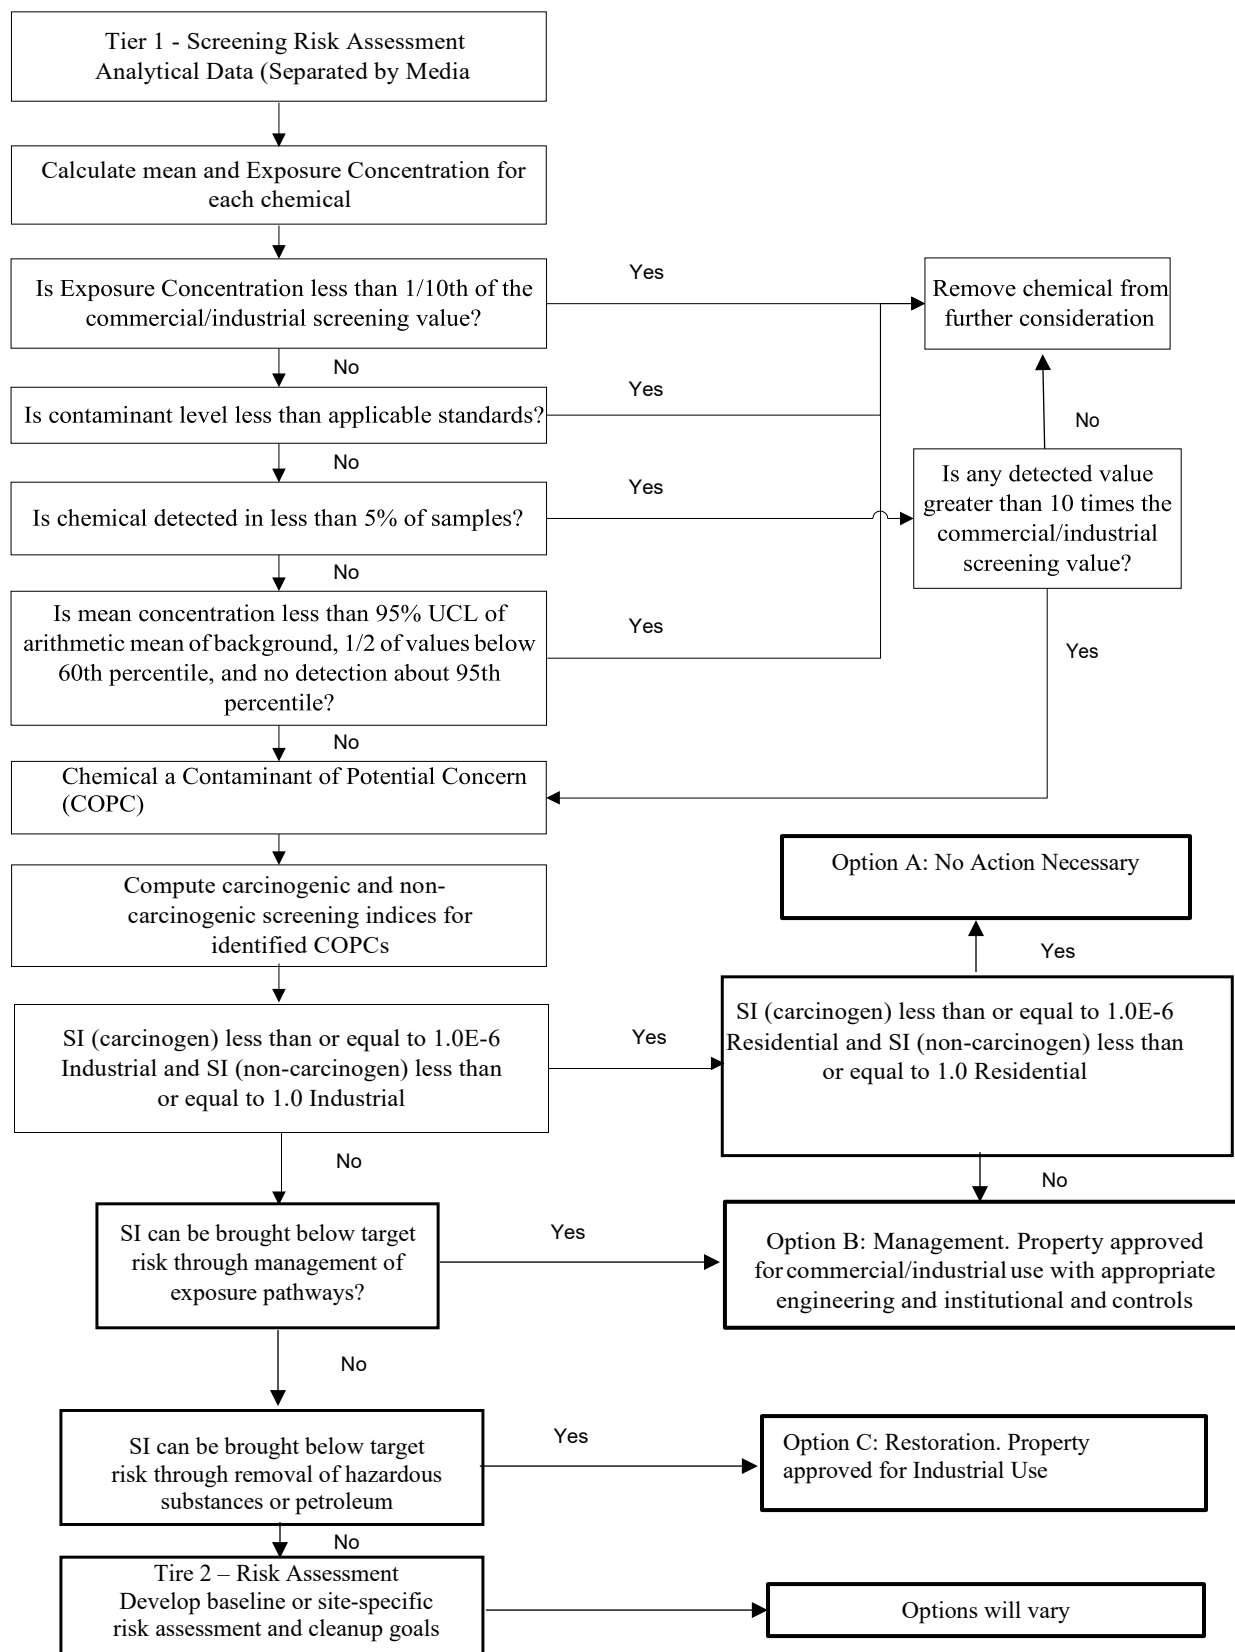 Tier 1 - Screening Risk Assessment
Analytical Data (Separated by Media
Calculate mean and Exposure Concentration for
each chemical
Is Exposure Concentration less than 1/10th of the
commercial/industrial screening value?
Yes
Remove chemical from
further consideration
No
Is contaminant level less than applicable standards?
Yes
No
No
Is chemical detected in less than 5% of samples?
Yes
Is any detected value
greater than 10 times the
commercial/industrial
screening value?
No
Is mean concentration less than 95% UCL of
arithmetic mean of background, 1/2 of values below
60th percentile, and no detection about 95th
percentile?
Yes
Yes
No
Chemical a Contaminant of Potential Concern
(COPC)
Compute carcinogenic and non-
carcinogenic screening indices for
identified COPCs
Option A: No Action Necessary
Yes
SI (carcinogen) less than or equal to 1.0E-6
Industrial and SI (non-carcinogen) less than
or equal to 1.0 Industrial
Yes
SI (carcinogen) less than or equal to 1.0E-6
Residential and SI (non-carcinogen) less than
or equal to 1.0 Residential
No
No
SI can be brought below target
risk through management of
exposure pathways?
Yes
Option B: Management. Property approved
for commercial/industrial use with appropriate
engineering and institutional and controls
No
SI can be brought below target
risk through removal of hazardous
substances or petroleum
Yes
Option C: Restoration. Property
approved for Industrial Use
No
Tire 2 – Risk Assessment
Develop baseline or site-specific
risk assessment and cleanup goals
Options will vary